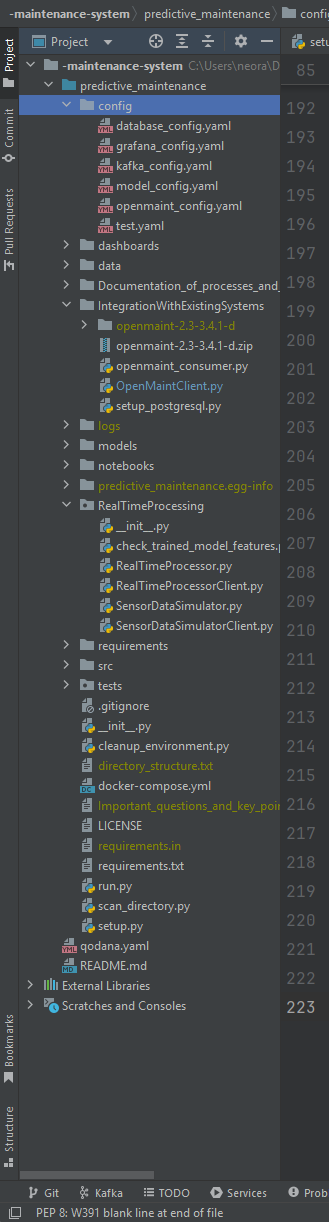 -maintenance-system predictive_maintenance confi
Project
Project
setu
-maintenance-system C:\Users\neora\D
85
predictive_maintenance
config
192
database_config.yaml
193
grafana_config.yaml
kafka_config.yaml
194
model_config.yaml
195
openmaint_config.yaml
196
test.yaml
197
dashboards
data
198
Documentation_of_processes_and_
199
IntegrationWithExistingSystems
openmaint-2.3-3.4.1-d
200
openmaint-2.3-3.4.1-d.zip
openmaint_consumer.py
201
OpenMaintClient.py
202
setup_postgresql.py
203
logs
models
204
notebooks
predictive_maintenance.egg-info
205
RealTimeProcessing
206
__init__.py
check_trained_model_features.p
207
RealTimeProcessor.py
208
RealTimeProcessorClient.py
SensorDataSimulator.py
209
SensorDataSimulatorClient.py
210
requirements
211
src
tests
212
.gitignore
213
__init__.py
cleanup_environment.py
214
directory_structure.txt
215
docker-compose.yml
Important_questions_and_key_poin
216
LICENSE
217
requirements.in
requirements.txt
218
run.py
219
scan_directory.py
220
setup.py
qodana.yaml
221
README.md
External Libraries
222
Scratches and Consoles
223
Commit
Pull Requests
Bookmarks
Structure
Git Kafka TODO Services Prob
PEP 8: W391 blank line at end of file